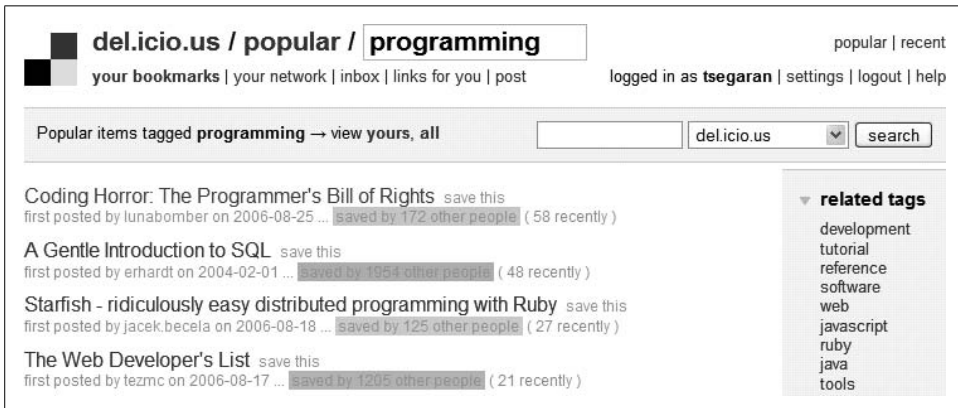 del.icio.us / popular / programming
popular | recent
your bookmarks | your network | inbox | links for you | post
logged in as tsegaran | settings | logout | help
Popular items tagged programming → view yours, all
del.icio.us
search
Coding Horror: The Programmer's Bill of Rights save this
first posted by lunabomber on 2006-08-25 ... saved by 172 other people ( 58 recently )
A Gentle Introduction to SQL save this
first posted by erhardt on 2004-02-01 ... saved by 1954 other people ( 48 recently )
Starfish - ridiculously easy distributed programming with Ruby save this
first posted by jacek.becela on 2006-08-18 ... saved by 125 other people ( 27 recently )
The Web Developer's List save this
first posted by tezmc on 2006-08-17 ... saved by 1205 other people ( 21 recently )
related tags
development
tutorial
reference
software
web
javascript
ruby
java
tools